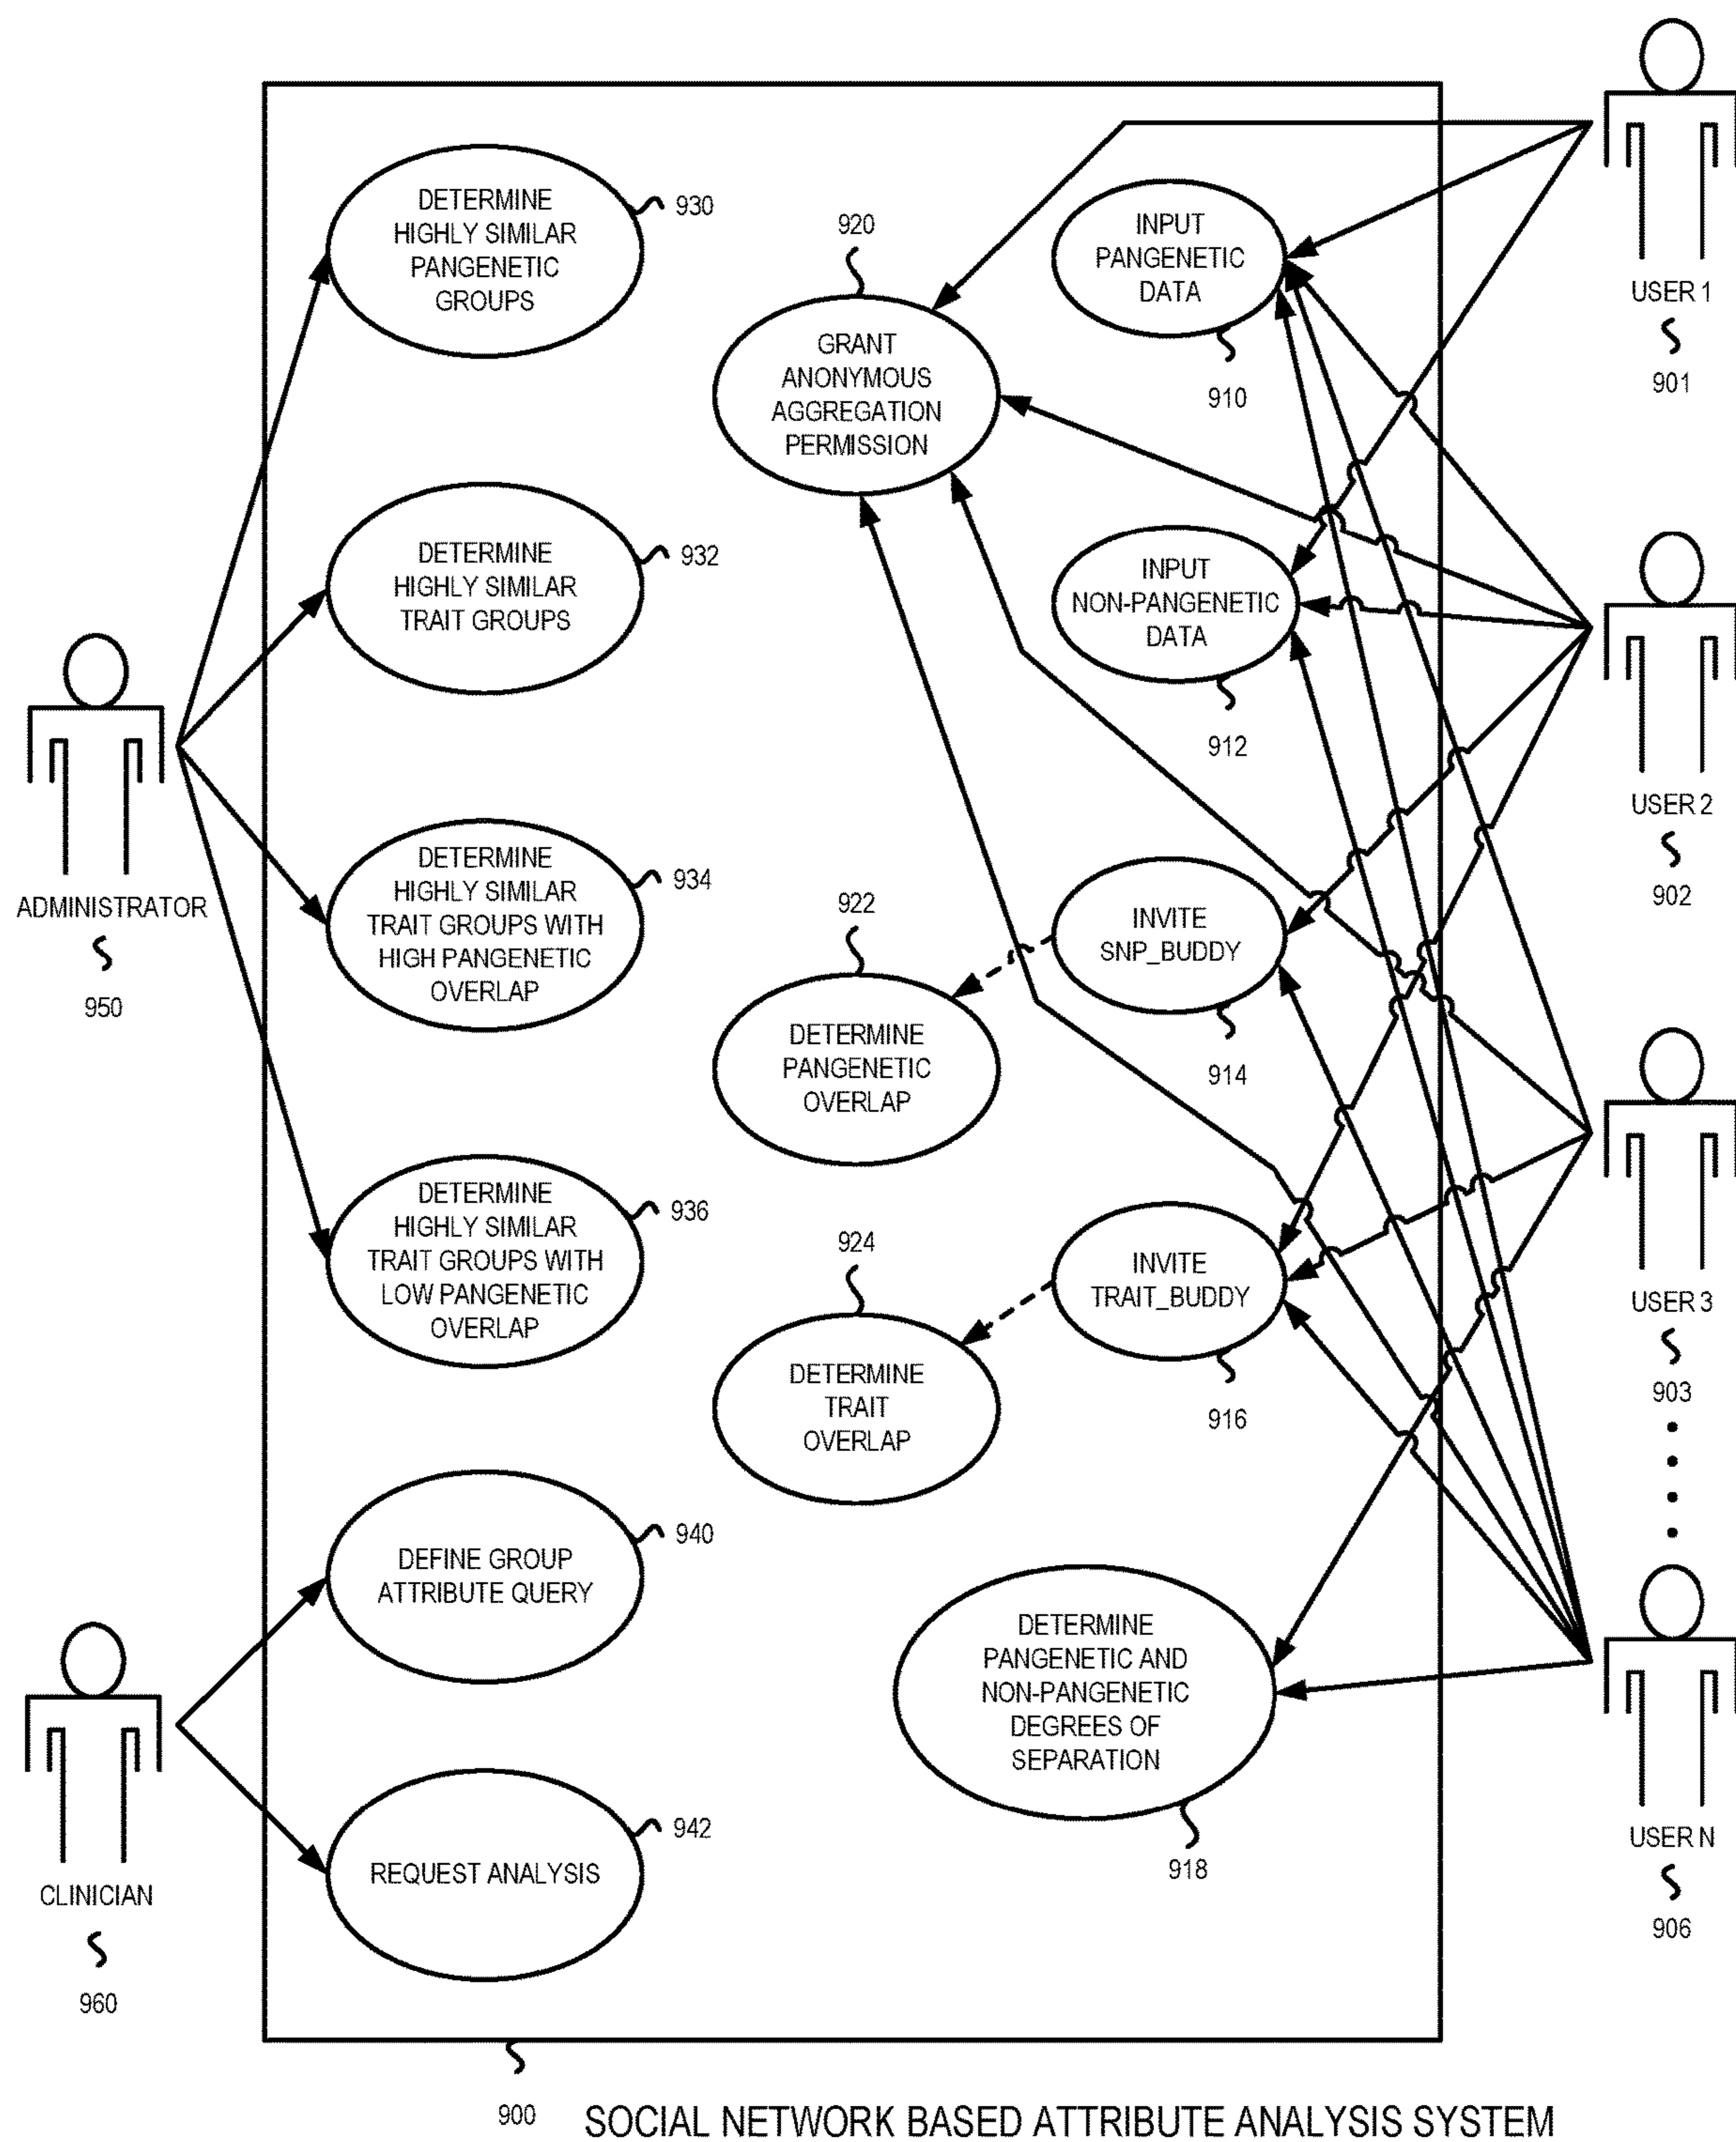 DETERMINE
HIGHLY SIMILAR
PANGENETIC
GROUPS
930
DETERMINE
HIGHLY SIMILAR
TRAIT GROUPS
932
DETERMINE
HIGHLY SIMILAR
TRAIT GROUPS WITH
HIGH PANGENETIC
OVERLAP
934
DETERMINE
HIGHLY SIMILAR
TRAIT GROUPS WITH
LOW PANGENETIC
OVERLAP
936
DEFINE GROUP
ATTRIBUTE QUERY
940
REQUEST ANALYSIS
942
ADMINISTRATOR
950
CLINICIAN
960
920
GRANT
ANONYMOUS
AGGREGATION
PERMISSION
922
DETERMINE
PANGENETIC
OVERLAP
924
DETERMINE
TRAIT
OVERLAP
INPUT
PANGENETIC
DATA
910
INPUT
NON-PANGENETIC
DATA
912
INVITE
SNP_BUDDY
914
INVITE
TRAIT_BUDDY
916
DETERMINE
PANGENETIC AND
NON-PANGENETIC
DEGREES OF
SEPARATION
918
USER 1
901
USER 2
902
USER 3
903
USER N
906
900
SOCIAL NETWORK BASED ATTRIBUTE ANALYSIS SYSTEM